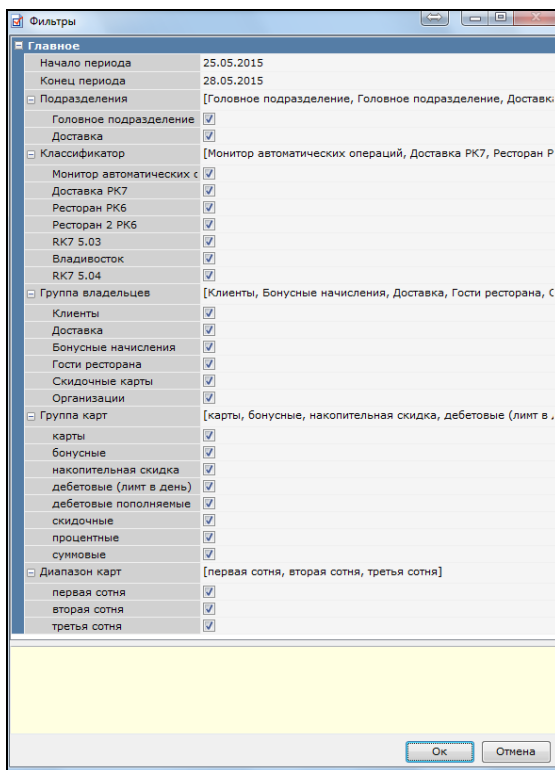 Фильтры
Главное
Начало периода 25.05.2015
Конец периода 28.05.2015
Подразделения [Головное подразделение, Головное подразделение, Доставк
Головное подразделение
Доставка
Классификатор [Монитор автоматических операций, Доставка РК7, Ресторан Р
Монитор автоматических о
Доставка РК7
Ресторан РК6
Ресторан 2 РК6
RK7 5.03
Владивосток
RK7 5.04
Группа владельцев [Клиенты, Бонусные начисления, Доставка, Гости ресторана, С
Клиенты
Доставка
Бонусные начисления
Гости ресторана
Скидочные карты
Организации
Группа карт [карты, бонусные, накопительная скидка, дебетовые (лимт в
карты
бонусные
накопительная скидка
дебетовые (лимт в день)
дебетовые пополняемые
скидочные
процентные
суммовые
Диапазон карт [первая сотня, вторая сотня, третья сотня]
первая сотня
вторая сотня
третья сотня
Ок Отмена